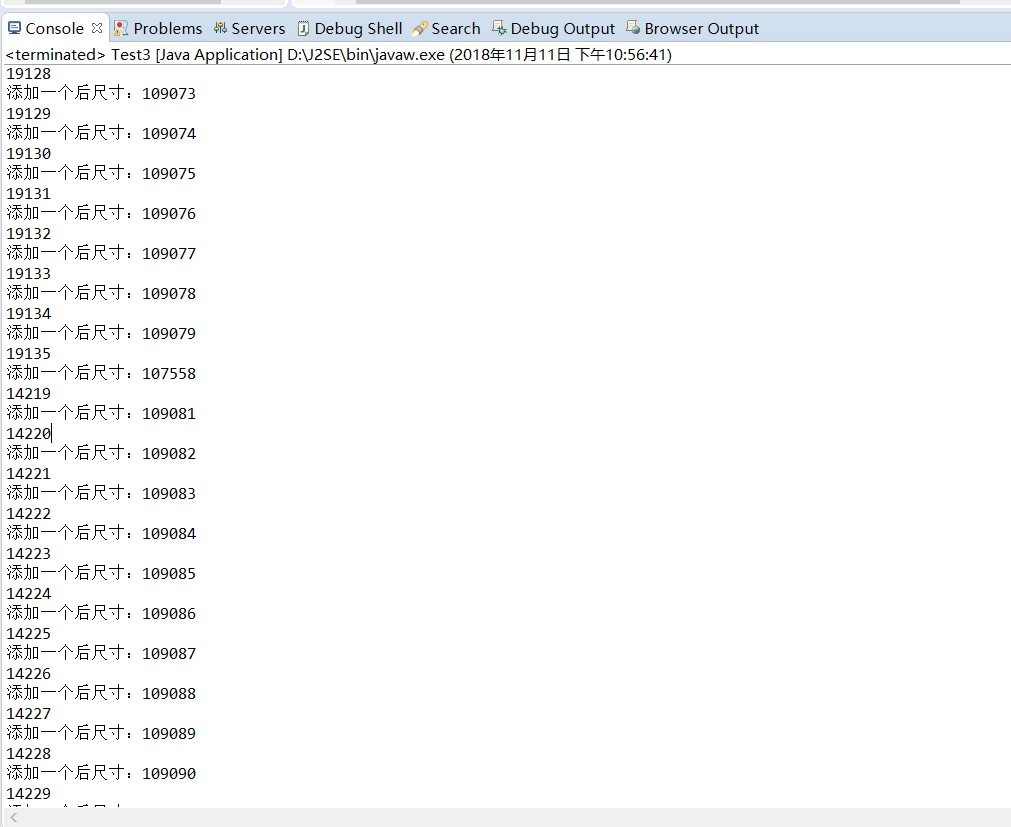 Console Problems Servers Debug Shell Search Debug Output Browser Output
<terminated> Test3 [Java Application] D:\J2SE\bin\javaw.exe (2018年11月11日 下午10:56:41)
19128
添加一个后尺寸：109073
19129
添加一个后尺寸：109074
19130
添加一个后尺寸：109075
19131
添加一个后尺寸：109076
19132
添加一个后尺寸：109077
19133
添加一个后尺寸：109078
19134
添加一个后尺寸：109079
19135
添加一个后尺寸：107558
14219
添加一个后尺寸：109081
14220
添加一个后尺寸：109082
14221
添加一个后尺寸：109083
14222
添加一个后尺寸：109084
14223
添加一个后尺寸：109085
14224
添加一个后尺寸：109086
14225
添加一个后尺寸：109087
14226
添加一个后尺寸：109088
14227
添加一个后尺寸：109089
14228
添加一个后尺寸：109090
14229